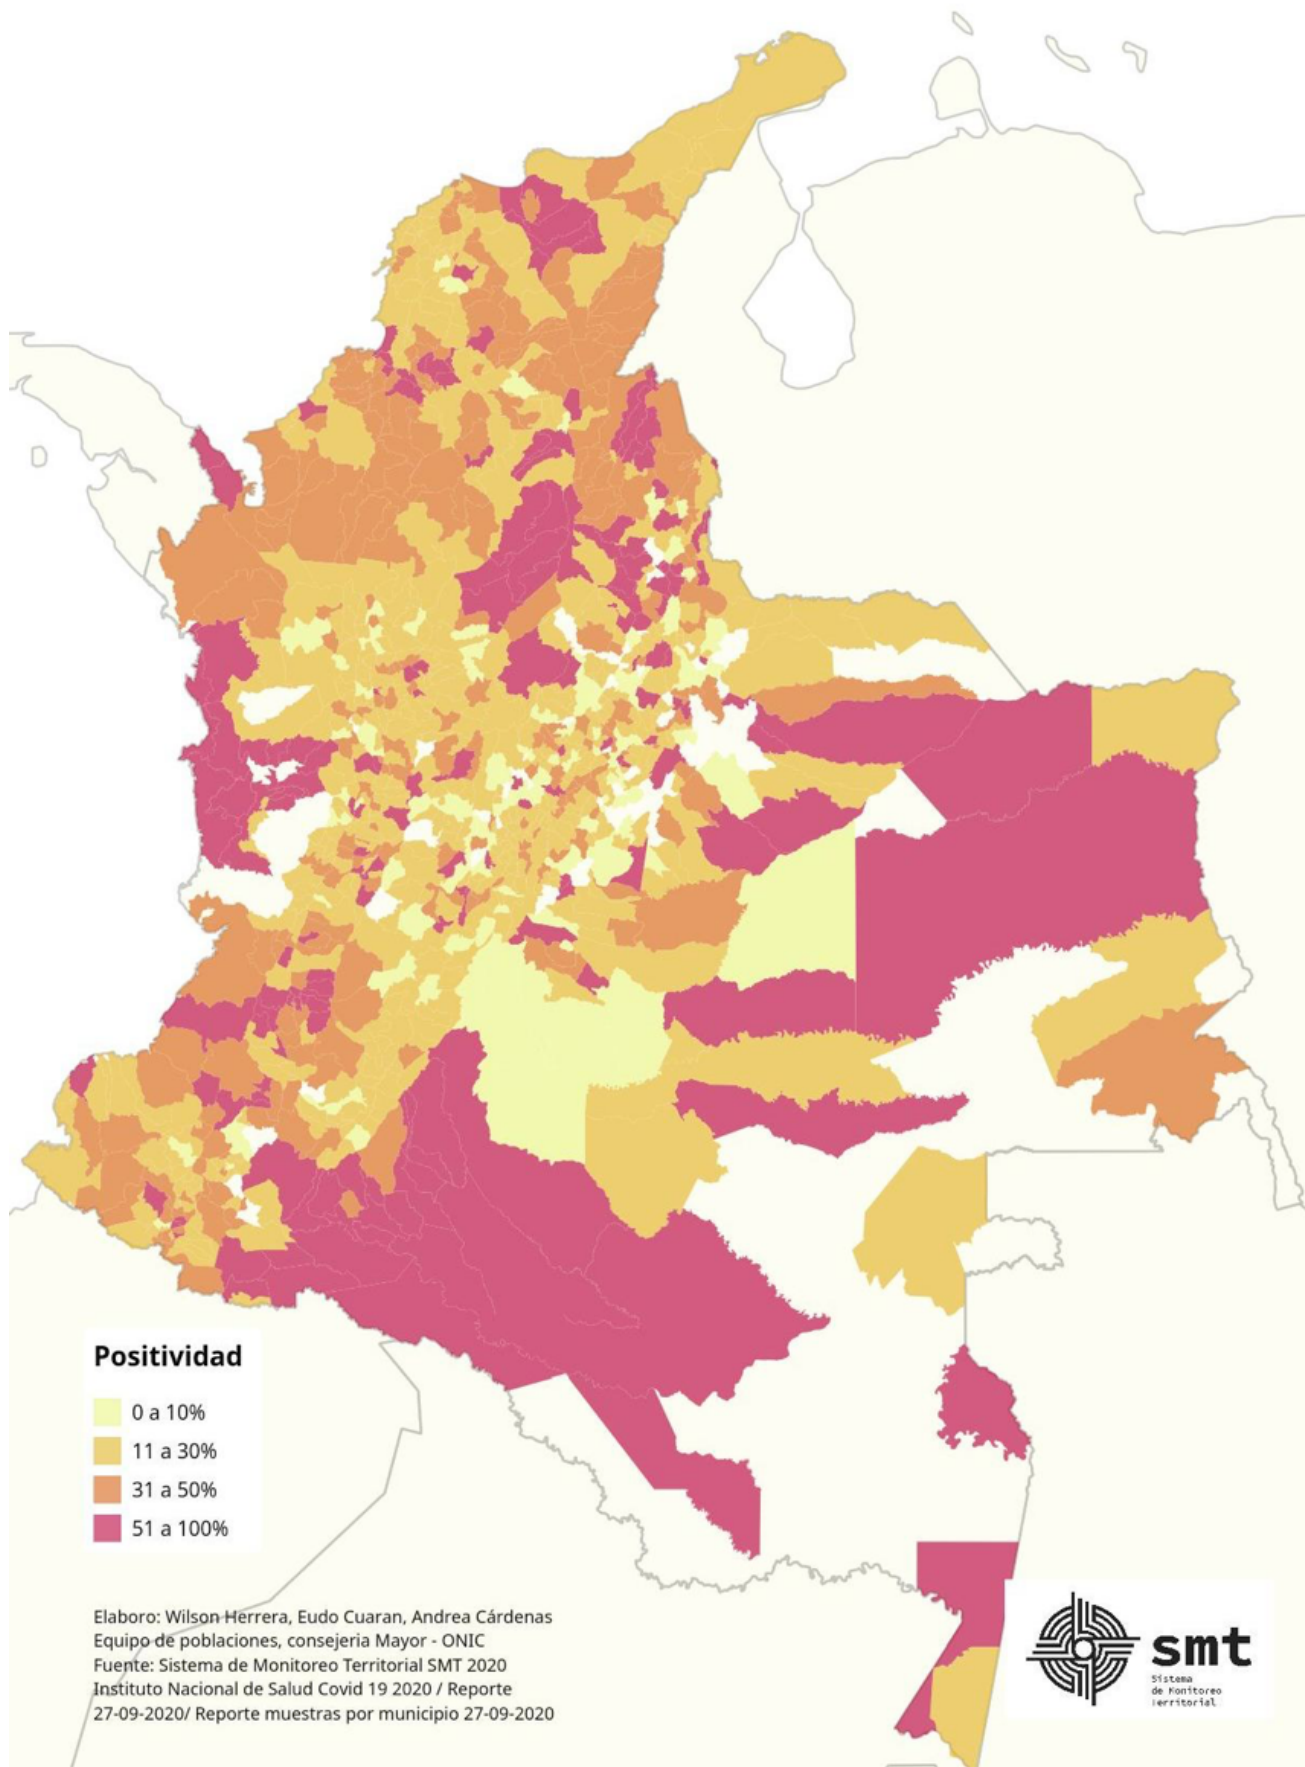 Positividad
0 a 10%
11 a 30%
31 a 50%
51 a 100%
Elaboro: Wilson Herrera, Eudo Cuaran, Andrea Cárdenas
Equipo de poblaciones, consejeria Mayor - ONIC
Fuente: Sistema de Monitoreo Territorial SMT 2020
Instituto Nacional de Salud Covid 19 2020 / Reporte
27-09-2020/ Reporte muestras por municipio 27-09-2020
smt
Sistema
de Monitoreo
Territorial